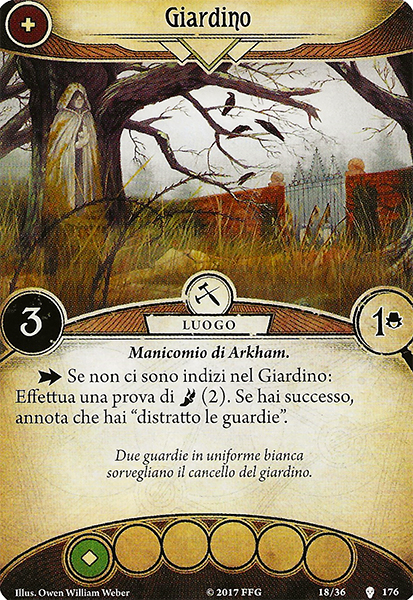 Giardino
3
LUOGO
1
Manicomio di Arkham.
Se non ci sono indizi nel Giardino:
Effettua una prova di (2). Se hai successo,
annota che hai “distratto le guardie”.
Due guardie in uniforme bianca
sorvegliano il cancello del giardino.
Illus. Owen William Weber © 2017 FFG 18/36 176